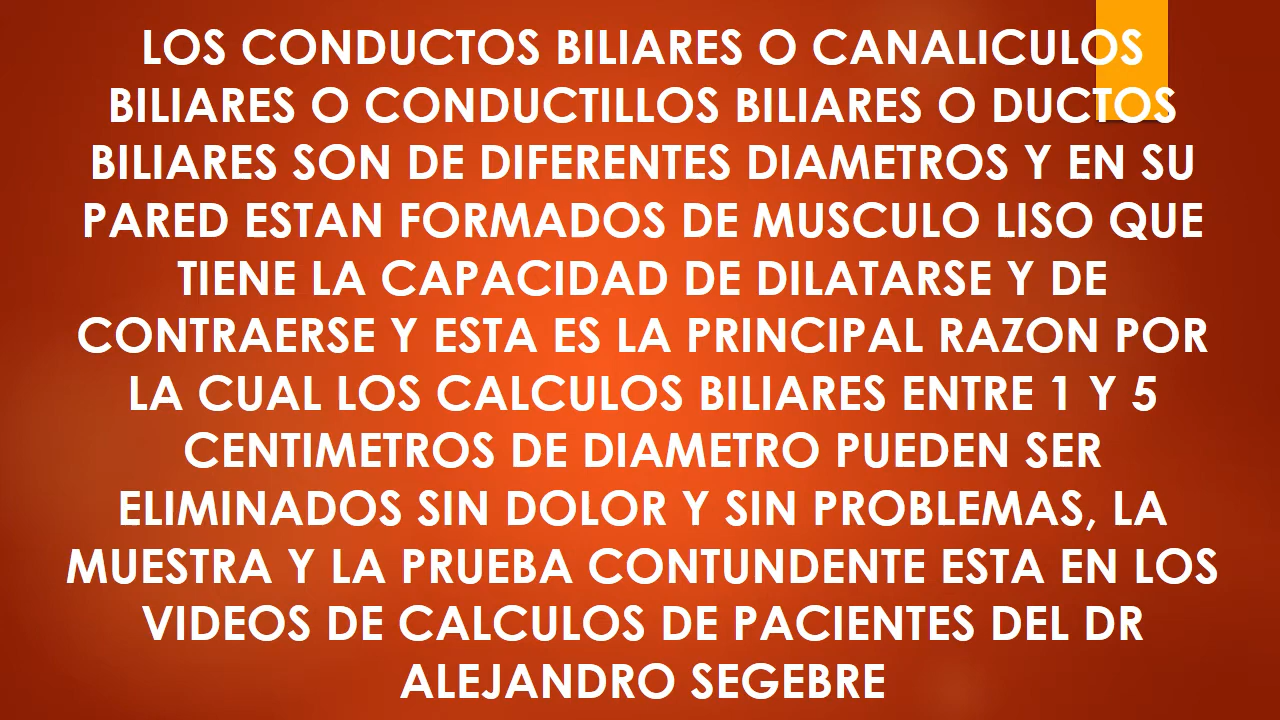 LOS CONDUCTOS BILIARES O CANALICULOS
BILIARES O CONDUCTILLOS BILIARES O DUCTOS
BILIARES SON DE DIFERENTES DIAMETROS Y EN SU
PARED ESTAN FORMADOS DE MUSCULO LISO QUE
TIENE LA CAPACIDAD DE DILATARSE Y DE
CONTRAERSE Y ESTA ES LA PRINCIPAL RAZON POR
LA CUAL LOS CALCULOS BILIARES ENTRE 1 Y 5
CENTIMETROS DE DIAMETRO PUEDEN SER
ELIMINADOS SIN DOLOR Y SIN PROBLEMAS, LA
MUESTRA Y LA PRUEBA CONTUNDENTE ESTA EN LOS
VIDEOS DE CALCULOS DE PACIENTES DEL DR
ALEJANDRO SEGEBRE